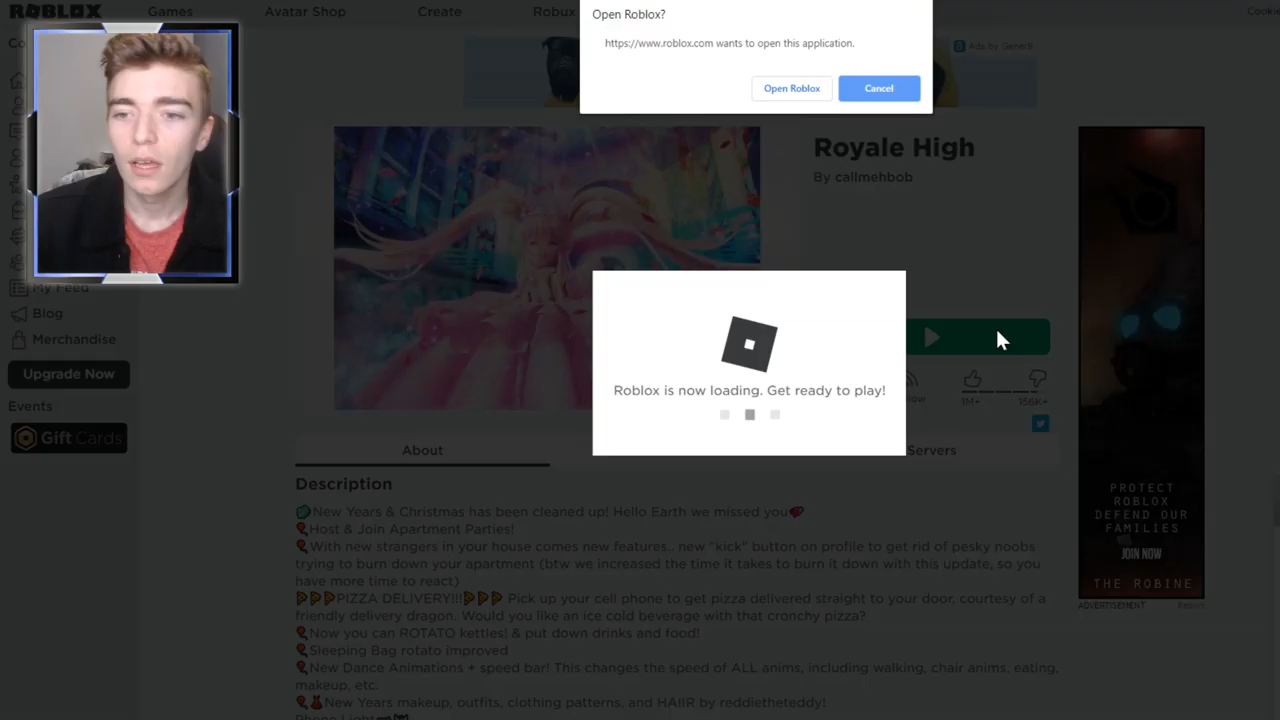 ROBLOX
Games
Avatar Shop
Create
Robux
Open Roblox?
https://www.roblox.com wants to open this application.
Open Roblox
Cancel
Ads by
Royale High
By callmehbob
My Feed
Blog
Merchandise
Upgrade Now
Events
Gift Cards
Roblox is now loading. Get ready to play!
1M+
156K+
About
Servers
Description
New Years & Christmas has been cleaned up! Hello Earth we missed you
Host & Join Apartment Parties!
With new strangers in your house comes new features.. new "kick" button on profile to get rid of pesky noobs
trying to burn down your apartment (btw we increased the time it takes to burn it down with this update, so you
have more time to react)
PIZZA DELIVERY!!! Pick up your cell phone to get pizza delivered straight to your door, courtesy of a
friendly delivery dragon. Would you like an ice cold beverage with that cronchy pizza?
Now you can ROTATO kettles! & put down drinks and food!
Sleeping Bag rotato improved
New Dance Animations + speed bar! This changes the speed of ALL anims, including walking, chair anims, eating,
makeup, etc.
New Years makeup, outfits, clothing patterns, and HAIIR by reddietheteddy!
Phone Light
PROTECT
ROBLOX
DEFEND OUR
FAMILIES
JOIN NOW
THE ROBINE
ADVERTISEMENT
Report